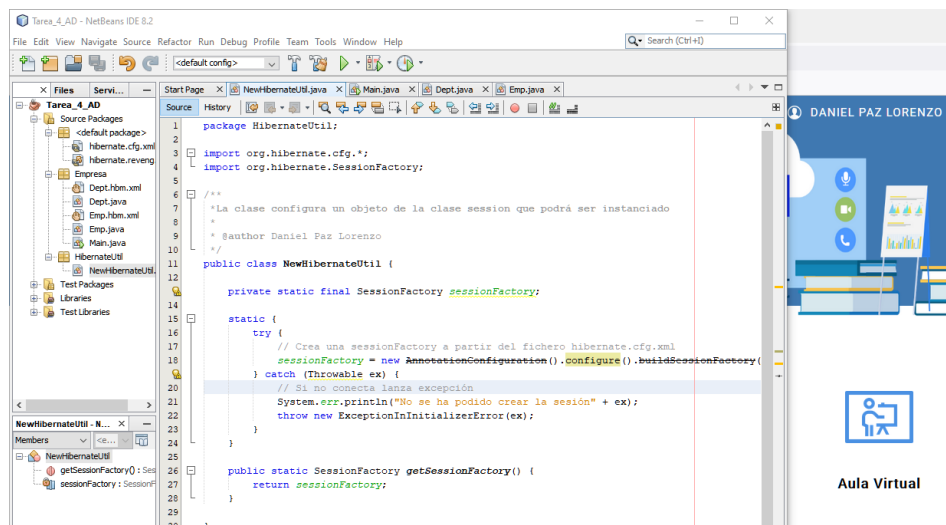 Tarea_4_AD - NetBeans IDE 8.2
File Edit View Navigate Source Refactor Run Debug Profile Team Tools Window Help
Search (Ctrl+I)
<default config>
Files Servi...
Start Page NewHibernateUtil.java Main.java Dept.java Emp.java
Tarea_4_AD
Source Packages
<default package>
hibernate.cfg.xml
hibernate.reveng
Empresa
Dept.hbm.xml
Dept.java
Emp.hbm.xml
Emp.java
Main.java
HibernateUtil
NewHibernateUtil.
Test Packages
Libraries
Test Libraries
NewHibernateUtil - N...
Members <e...
NewHibernateUtil
getSessionFactory() : Ses
sessionFactory : SessionF
Source History
1 package HibernateUtil;
2
3 import org.hibernate.cfg.*;
4 import org.hibernate.SessionFactory;
5
6 /**
7 *La clase configura un objeto de la clase session que podrá ser instanciado
8 *
9 * @author Daniel Paz Lorenzo
10 */
11 public class NewHibernateUtil {
12
private static final SessionFactory sessionFactory;
14
15 static {
16 try {
17 // Crea una sessionFactory a partir del fichero hibernate.cfg.xml
18 sessionFactory = new AnnotationConfiguration().configure().buildSessionFactory(
} catch (Throwable ex) {
20 // Si no conecta lanza excepción
21 System.err.println("No se ha podido crear la sesión" + ex);
22 throw new ExceptionInInitializerError(ex);
23 }
24 }
25
26 public static SessionFactory getSessionFactory() {
27 return sessionFactory;
28 }
29
DANIEL PAZ LORENZO
Aula Virtual